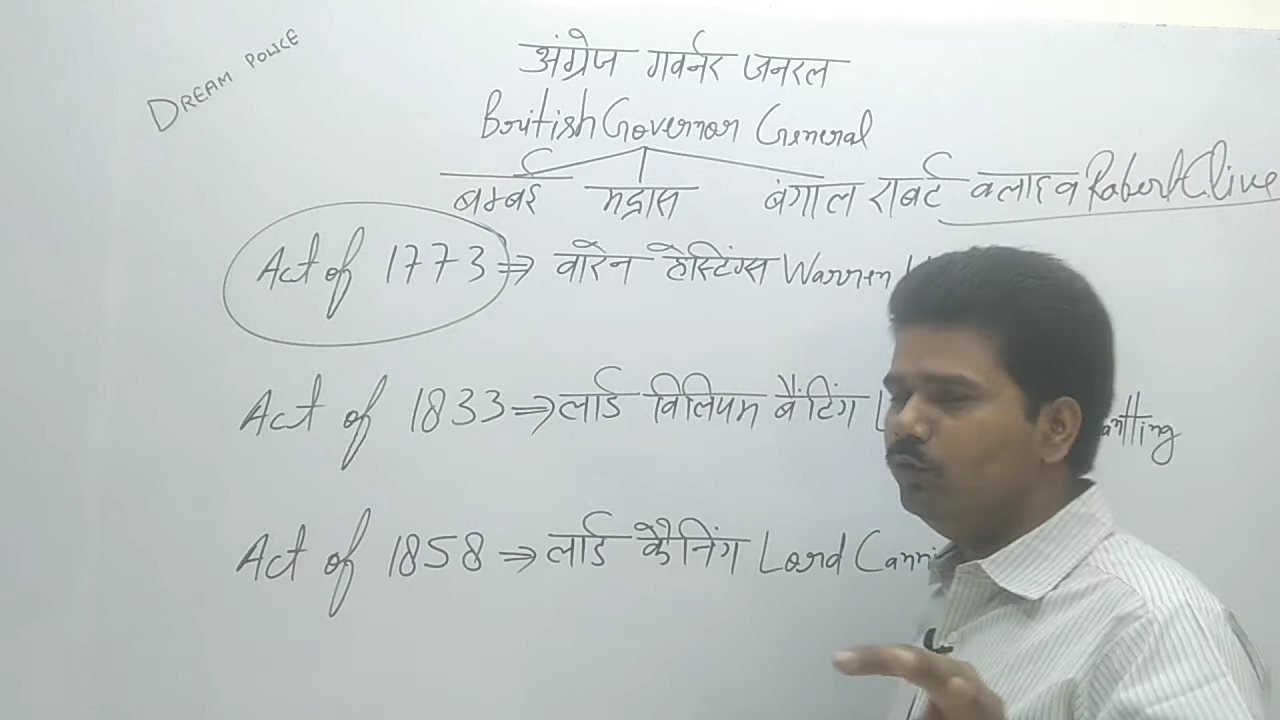 DREAM POLICE
अंग्रेज गवर्नर जनरल
British Governor General
बम्बई मद्रास बंगाल राबर्ट क्लाइव Robert Clive
Act of 1773 ⇒ वारेन हेस्टिंग्स Warren
Act of 1833 ⇒ लार्ड विलियम बैंटिंग
Act of 1858 ⇒ लार्ड कैनिंग Lord